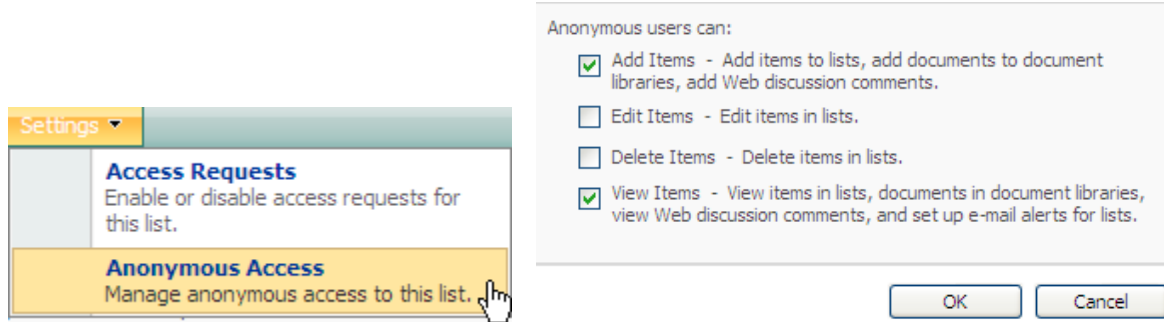 Settings
Access Requests
Enable or disable access requests for
this list.
Anonymous Access
Manage anonymous access to this list.
Anonymous users can:
Add Items - Add items to lists, add documents to document
libraries, add Web discussion comments.
Edit Items - Edit items in lists.
Delete Items - Delete items in lists.
View Items - View items in lists, documents in document libraries,
view Web discussion comments, and set up e-mail alerts for lists.
OK Cancel